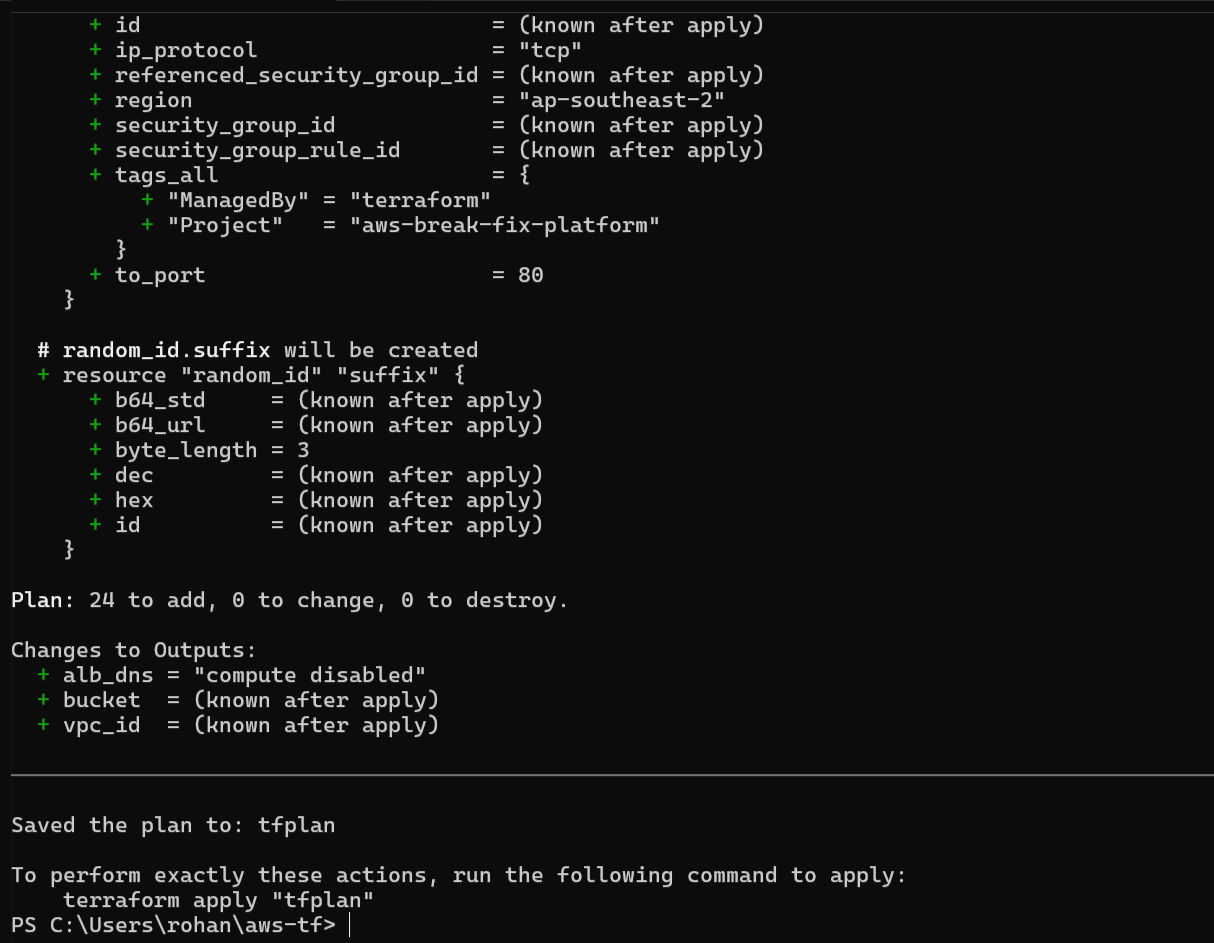 + id                           = (known after apply)
      + ip_protocol                  = "tcp"
      + referenced_security_group_id = (known after apply)
      + region                       = "ap-southeast-2"
      + security_group_id            = (known after apply)
      + security_group_rule_id       = (known after apply)
      + tags_all                     = {
          + "ManagedBy" = "terraform"
          + "Project"   = "aws-break-fix-platform"
        }
      + to_port                      = 80
    }

  # random_id.suffix will be created
  + resource "random_id" "suffix" {
      + b64_std     = (known after apply)
      + b64_url     = (known after apply)
      + byte_length = 3
      + dec         = (known after apply)
      + hex         = (known after apply)
      + id          = (known after apply)
    }

Plan: 24 to add, 0 to change, 0 to destroy.

Changes to Outputs:
  + alb_dns = "compute disabled"
  + bucket  = (known after apply)
  + vpc_id  = (known after apply)

Saved the plan to: tfplan

To perform exactly these actions, run the following command to apply:
    terraform apply "tfplan"
PS C:\Users\rohan\aws-tf>